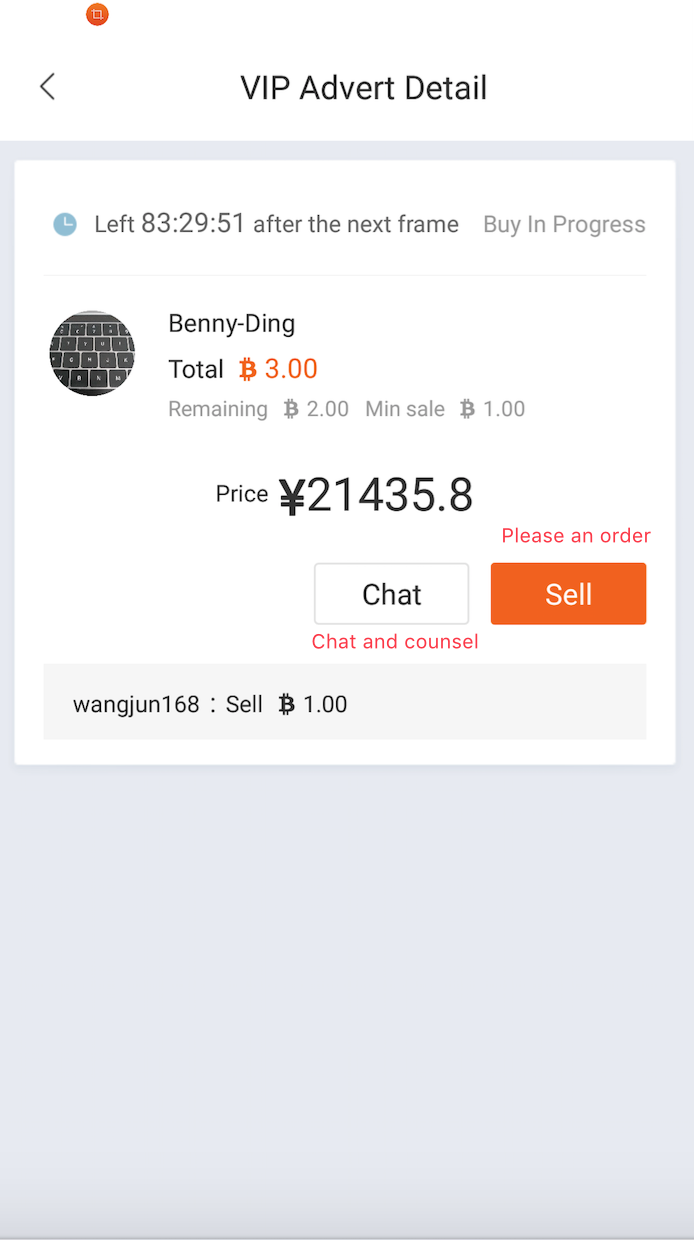 VIP Advert Detail
Left 83:29:51 after the next frame Buy In Progress
Benny-Ding
Total ₿ 3.00
Remaining ₿ 2.00 Min sale ₿ 1.00
Price ¥21435.8
Please an order
Chat Sell
Chat and counsel
wangjun168：Sell ₿ 1.00